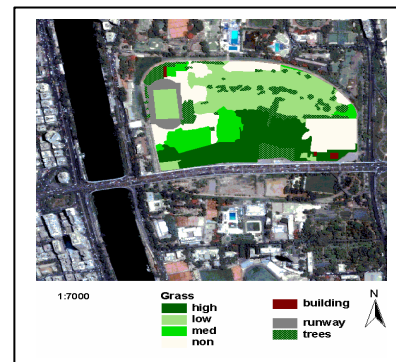 1:7000
Grass
high
low
med
non
building
runway
trees
N